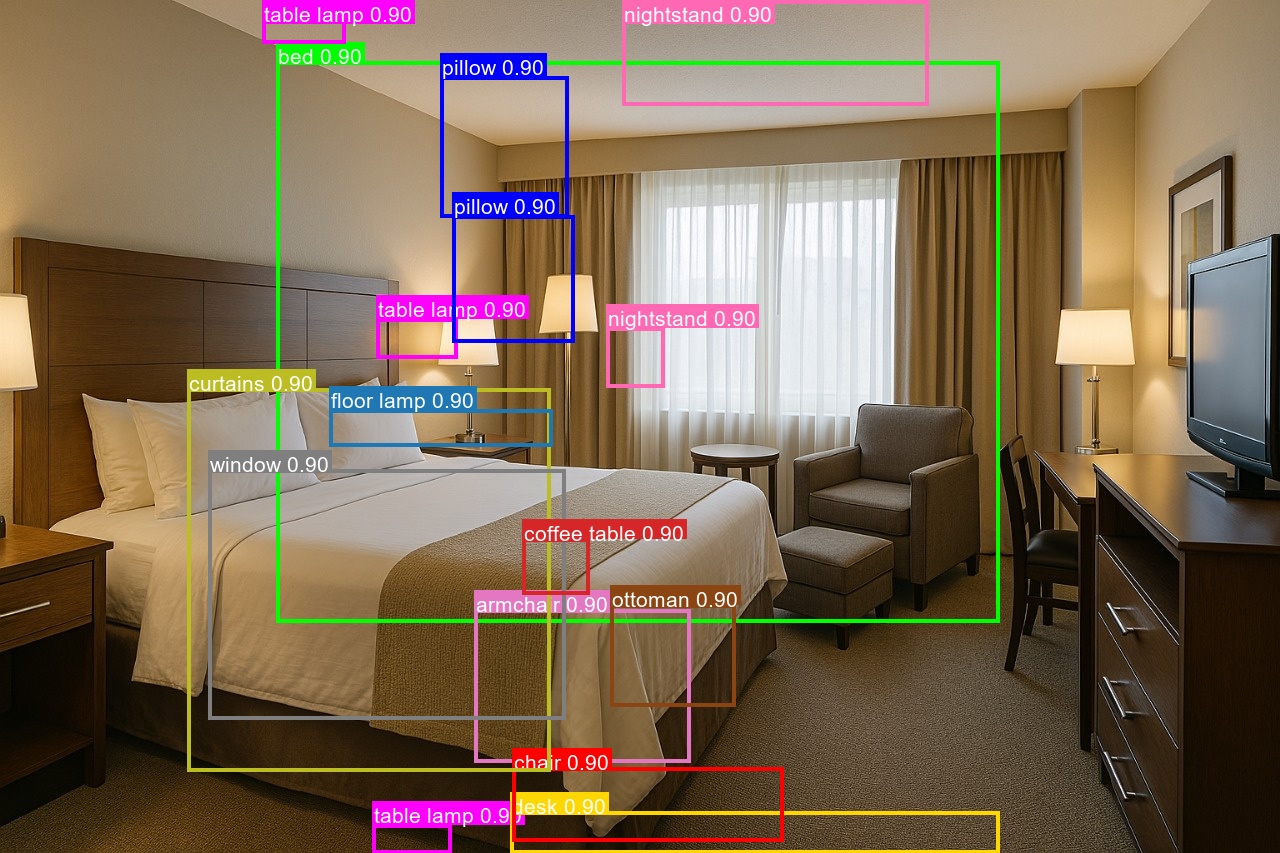 table lamp 0.90
nightstand 0.90
bed 0.90
pillow 0.90
pillow 0.90
table lamp 0.90
nightstand 0.90
curtains 0.90
floor lamp 0.90
window 0.90
coffee table 0.90
armchair 0.90
ottoman 0.90
chair 0.90
desk 0.90
table lamp 0.90